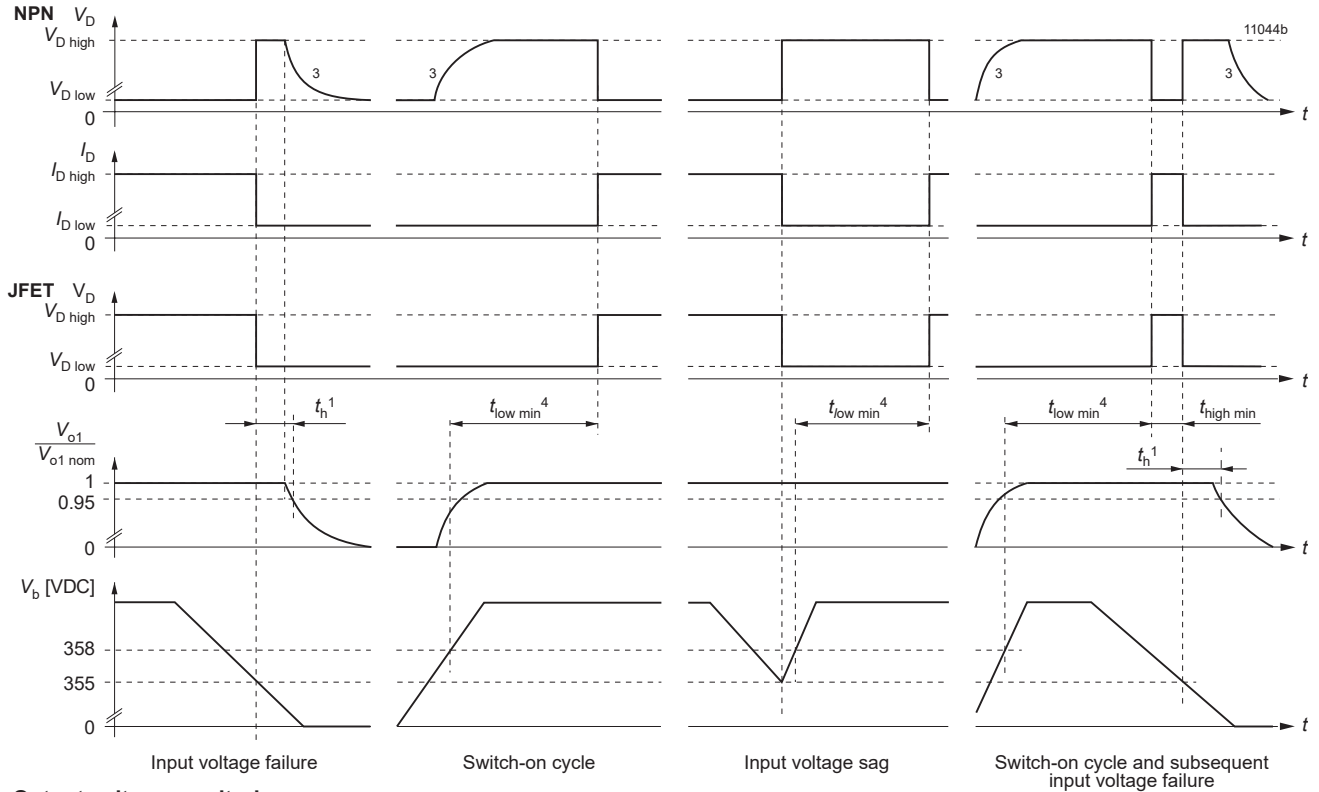 NPN V_D
V_D high
11044b
3
3
3
3
V_D low
0
t
I_D
I_D high
I_D low
0
t
JFET V_D
V_D high
V_D low
0
t
t_h^1
t_low min^4
t_low min^4
t_low min^4
t_high min
V_o1
V_o1 nom
t_h^1
1
0.95
0
t
V_b [VDC]
358
355
0
t
Input voltage failure
Switch-on cycle
Input voltage sag
Switch-on cycle and subsequent
input voltage failure